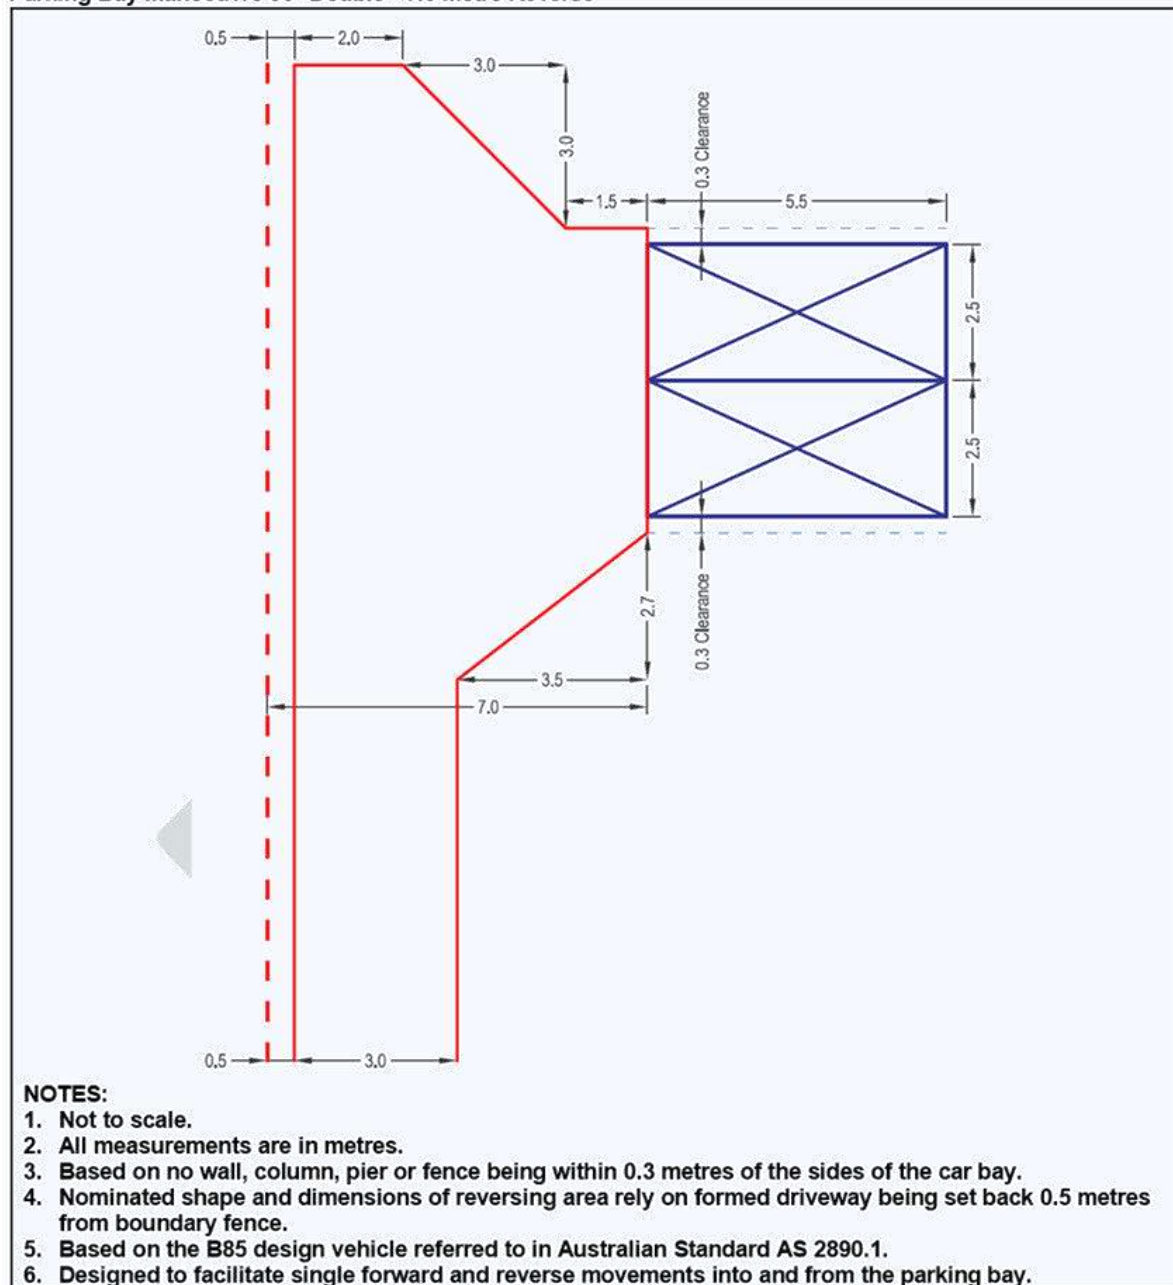 0.5 2.0
3.0
0.3 Clearance
3.0
1.5 5.5
2.5
2.5
2.7
0.3 Clearance
3.5
7.0
0.5 3.0
NOTES:
1. Not to scale.
2. All measurements are in metres.
3. Based on no wall, column, pier or fence being within 0.3 metres of the sides of the car bay.
4. Nominated shape and dimensions of reversing area rely on formed driveway being set back 0.5 metres
from boundary fence.
5. Based on the B85 design vehicle referred to in Australian Standard AS 2890.1.
6. Designed to facilitate single forward and reverse movements into and from the parking bay.